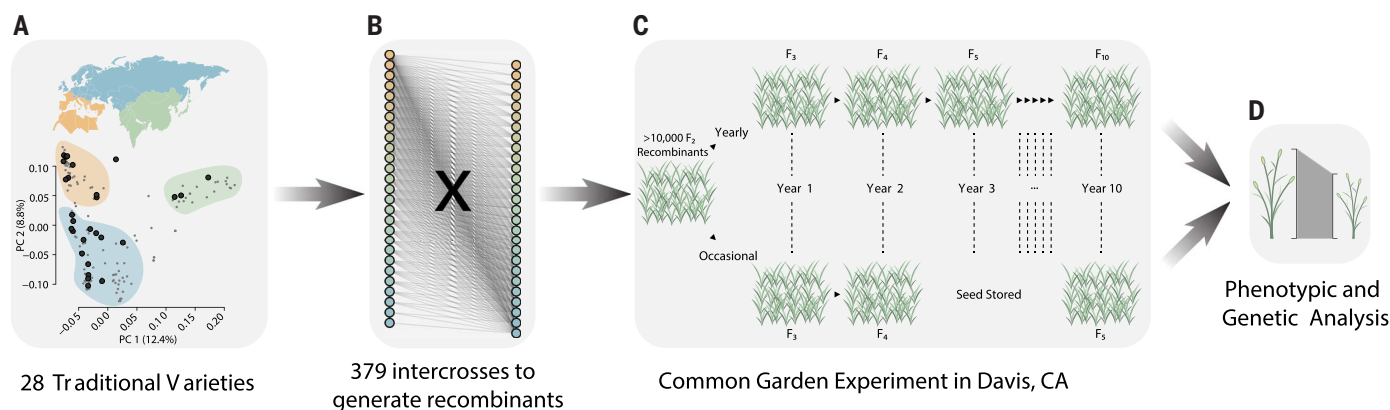 A
0.10
0.05
0.00
−0.05
−0.10
PC 2 (8.8%)
−0.05
0.00
0.05
0.10
0.15
0.20
PC 1 (12.4%)
28 Traditional Varieties
B
X
379 intercrosses to
generate recombinants
C
>10,000 F2
Recombinants
Yearly
Occasional
F3
F4
F5
F10
Year 1
Year 2
Year 3
...
Year 10
Seed Stored
F3
F4
F5
Common Garden Experiment in Davis, CA
D
Phenotypic and
Genetic Analysis